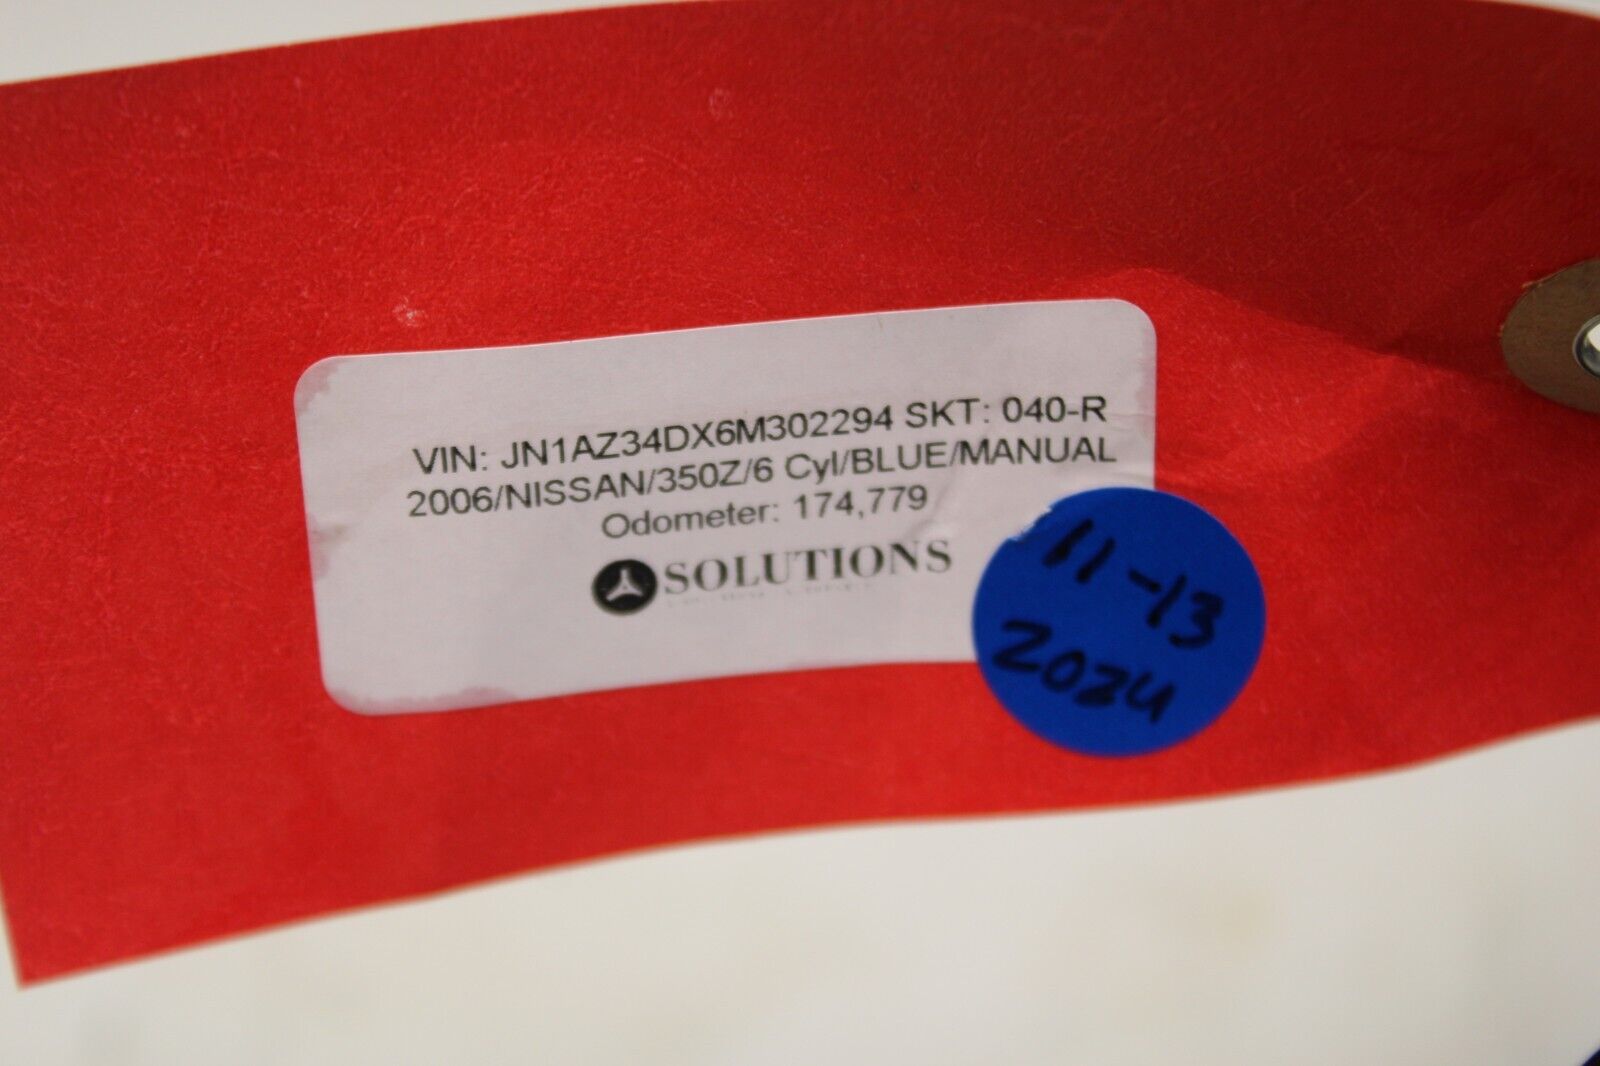 VIN: JN1AZ34DX6M302294 SKT: 040-R
2006/NISSAN/350Z/6 Cyl/BLUE/MANUAL
Odometer: 174,779
SOLUTIONS
11-13
2024